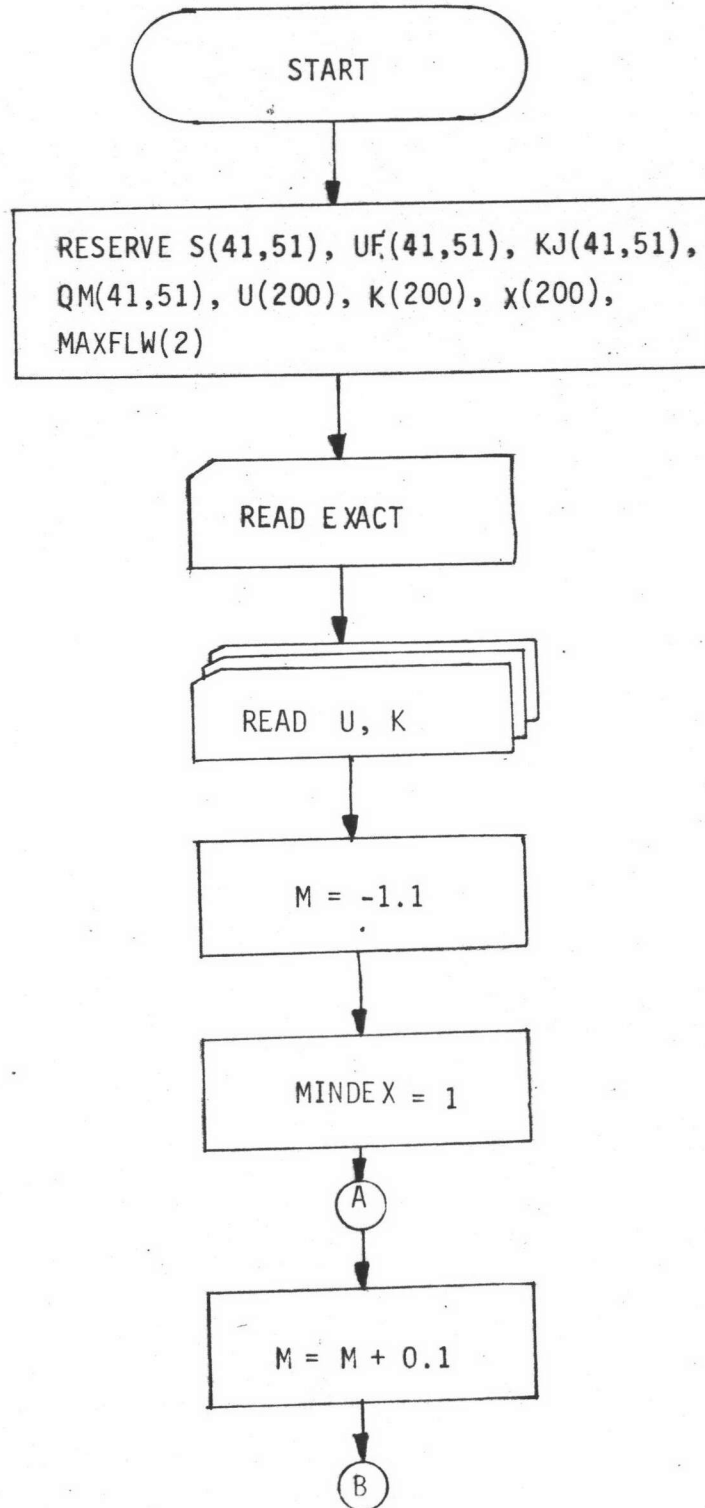 START
RESERVE S(41,51), UF(41,51), KJ(41,51),
QM(41,51), U(200), K(200), X(200),
MAXFLW(2)
READ EXACT
READ U, K
M = -1.1
MINDEX = 1
A
M = M + 0.1
B